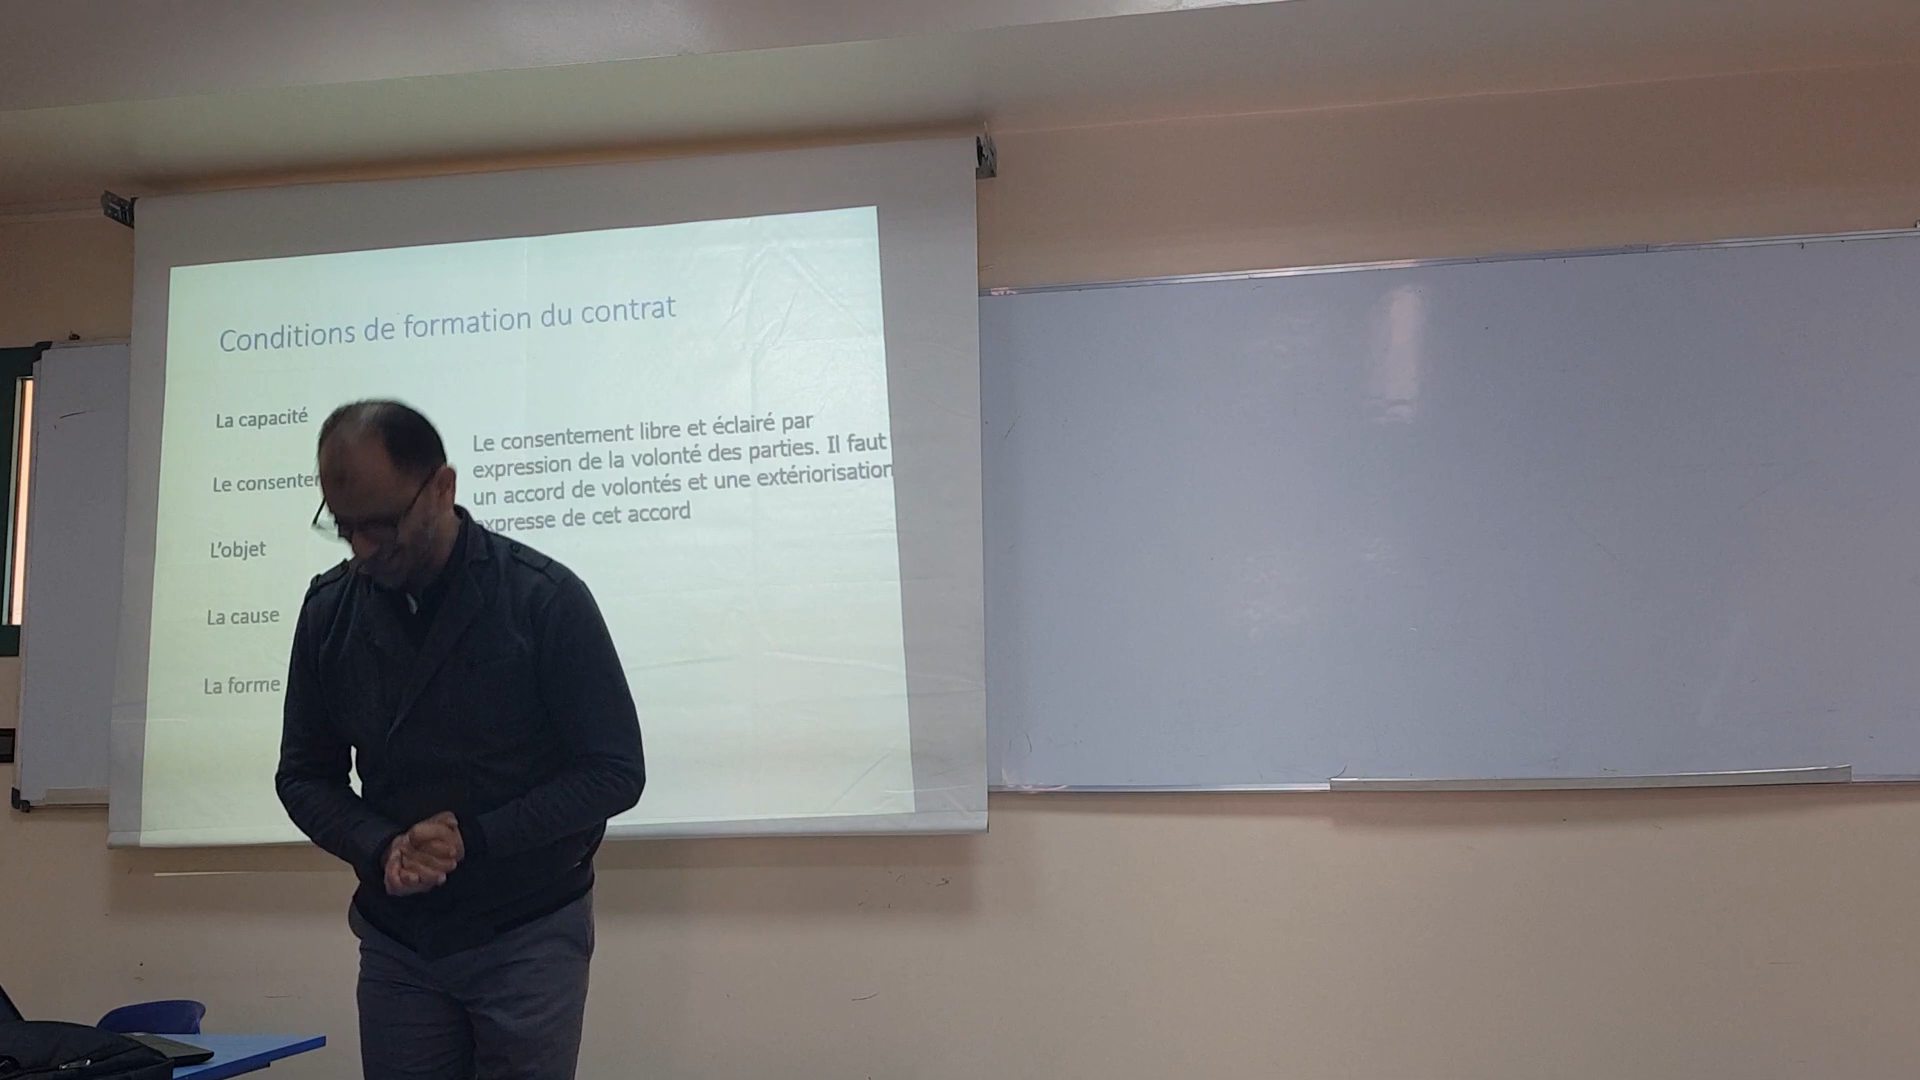 Conditions de formation du contrat
La capacité
Le consentement libre et éclairé par
expression de la volonté des parties. Il faut
un accord de volontés et une extériorisation
expresse de cet accord
Le
L'objet
La cause
La forme